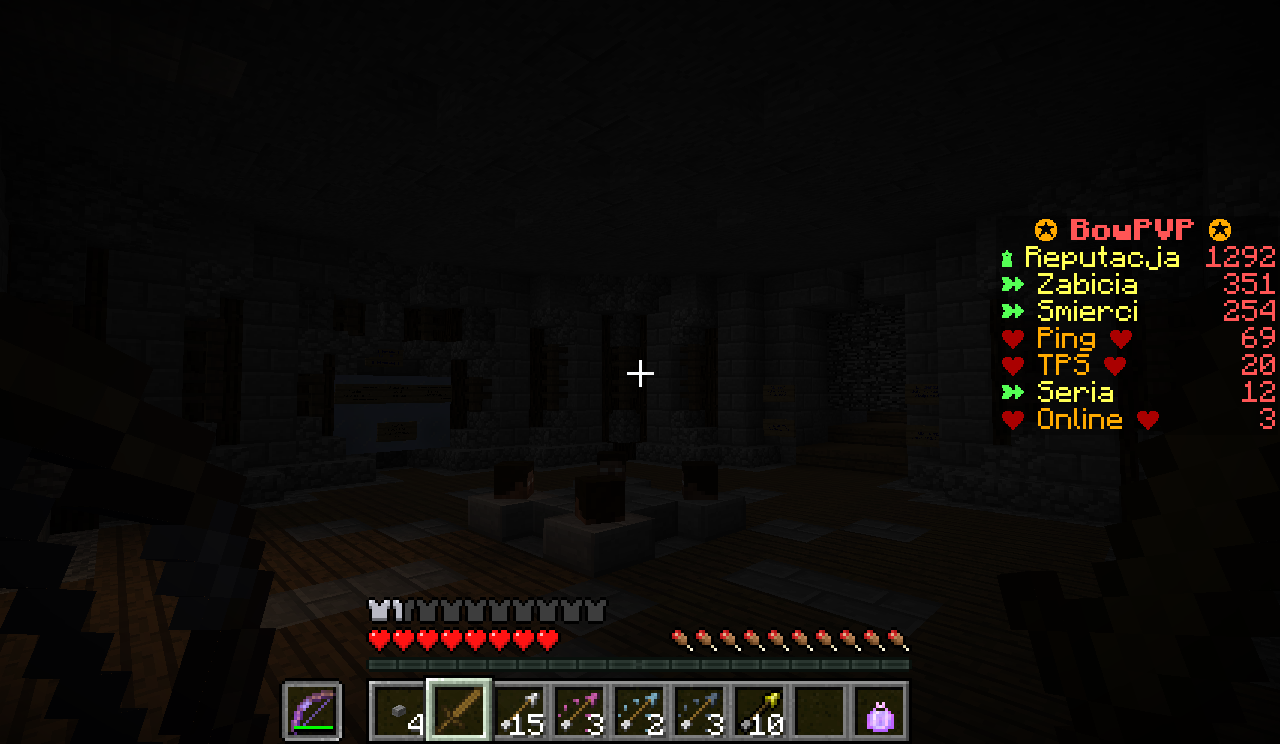 BowPVP
Reputacja 1292
Zabicia 351
Smierci 254
Ping 69
TPS 20
Seria 12
Online 3
4 15 3 2 3 10